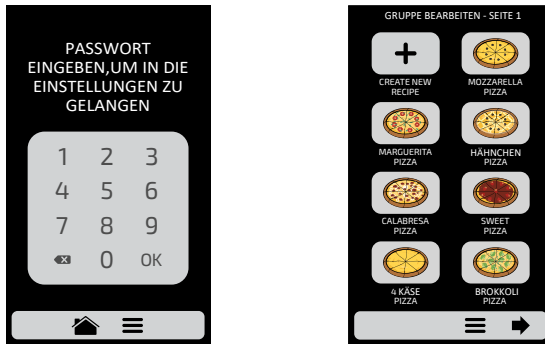 PASSWORT
EINGEBEN,UM IN DIE
EINSTELLUNGEN ZU
GELANGEN
1 2 3
4 5 6
7 8 9
0 OK
GRUPPE BEARBEITEN - SEITE 1
CREATE NEW
RECIPE
MOZZARELLA
PIZZA
MARGUERITA
PIZZA
HÄHNCHEN
PIZZA
CALABRESA
PIZZA
SWEET
PIZZA
4 KÄSE
PIZZA
BROKKOLI
PIZZA